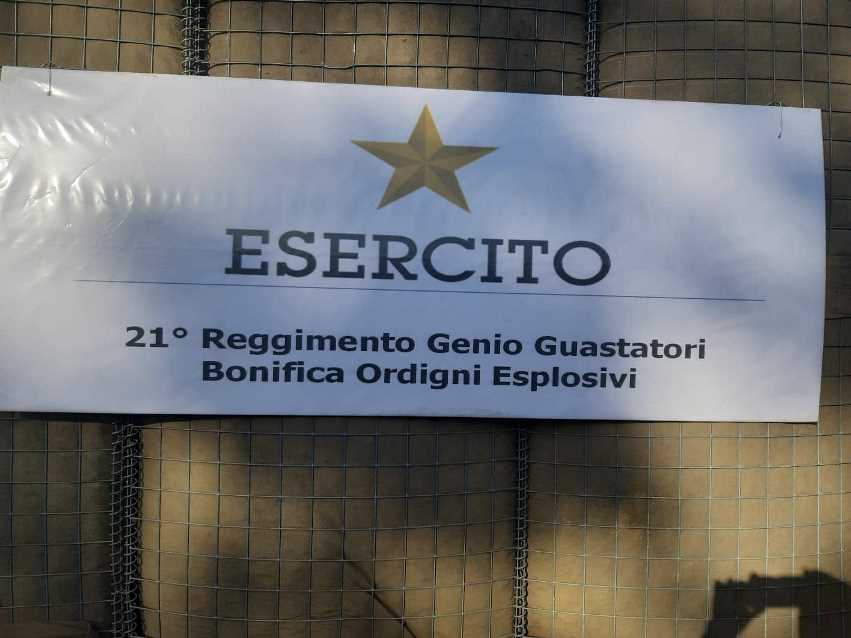 ESERCITO
21° Reggimento Genio Guastatori
Bonifica Ordigni Esplosivi